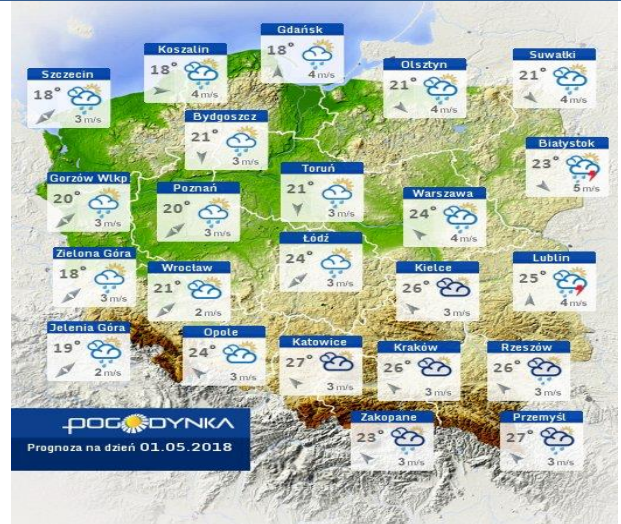 Gdańsk
18°
4 m/s
Koszalin
18°
4 m/s
Szczecin
18°
3 m/s
Olsztyn
21°
4 m/s
Suwałki
21°
4 m/s
Bydgoszcz
21°
3 m/s
Białystok
23°
5 m/s
Gorzów Wlkp
20°
3 m/s
Poznań
20°
3 m/s
Toruń
21°
3 m/s
Warszawa
24°
4 m/s
Zielona Góra
18°
3 m/s
Wrocław
21°
2 m/s
Łódź
24°
3 m/s
Kielce
26°
3 m/s
Lublin
25°
4 m/s
Jelenia Góra
19°
2 m/s
Opole
24°
3 m/s
Katowice
27°
3 m/s
Kraków
26°
3 m/s
Rzeszów
26°
3 m/s
Zakopane
23°
3 m/s
Przemyśl
27°
3 m/s
POGODYNKA
Prognoza na dzień 01.05.2018